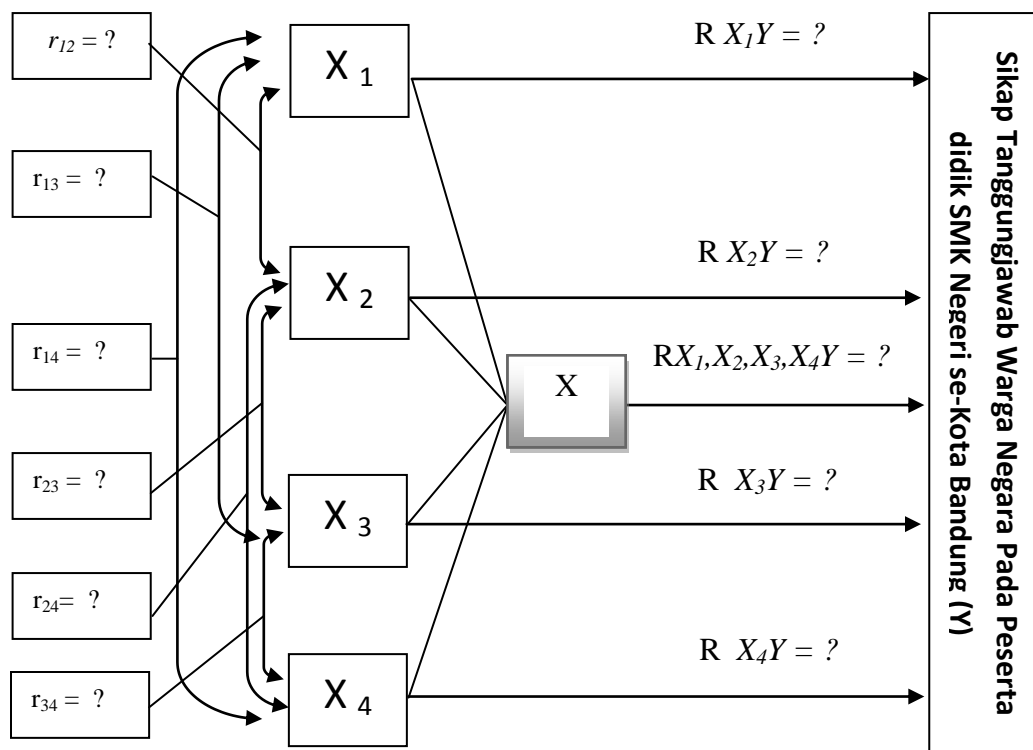 r12 = ?
r13 = ?
r14 = ?
r23 = ?
r24= ?
r34 = ?
X 1
X 2
X 3
X 4
X
R X1Y = ?
R X2Y = ?
RX1,X2,X3,X4Y = ?
R X3Y = ?
R X4Y = ?
Sikap Tanggungjawab Warga Negara Pada Peserta
didik SMK Negeri se-Kota Bandung (Y)